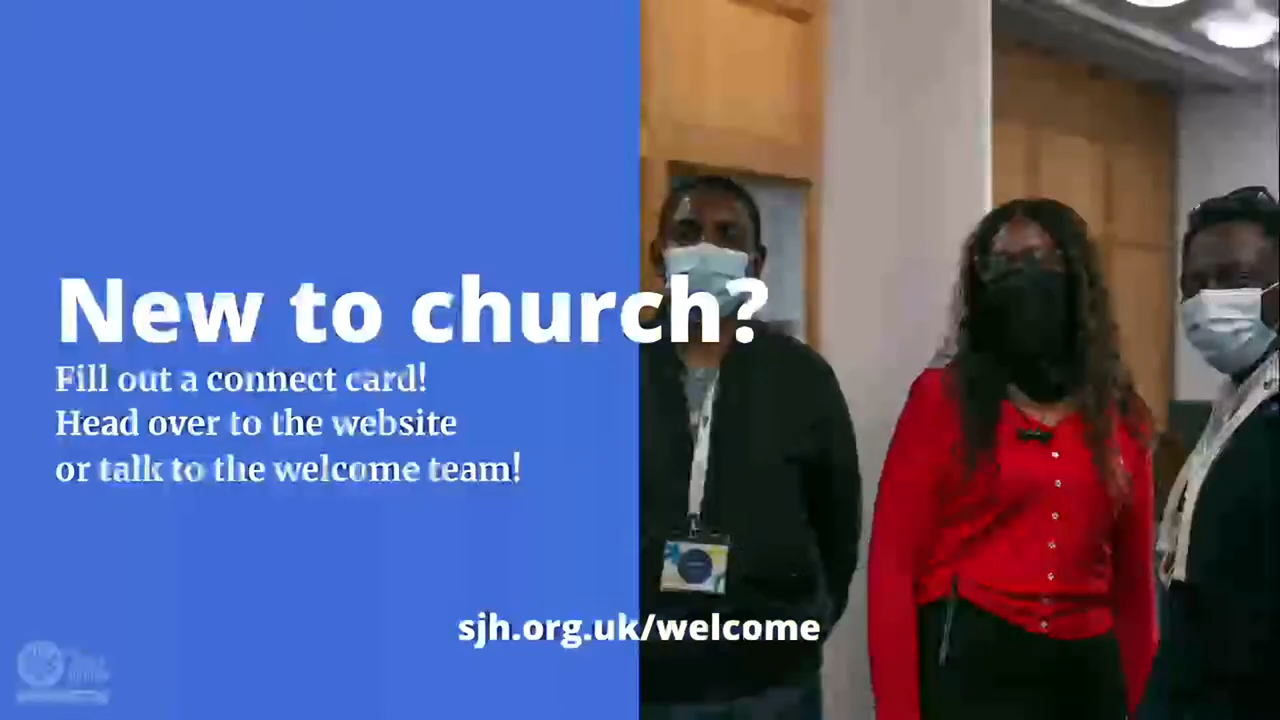 New to church?
Fill out a connect card!
Head over to the website
or talk to the welcome team!
sjh.org.uk/welcome